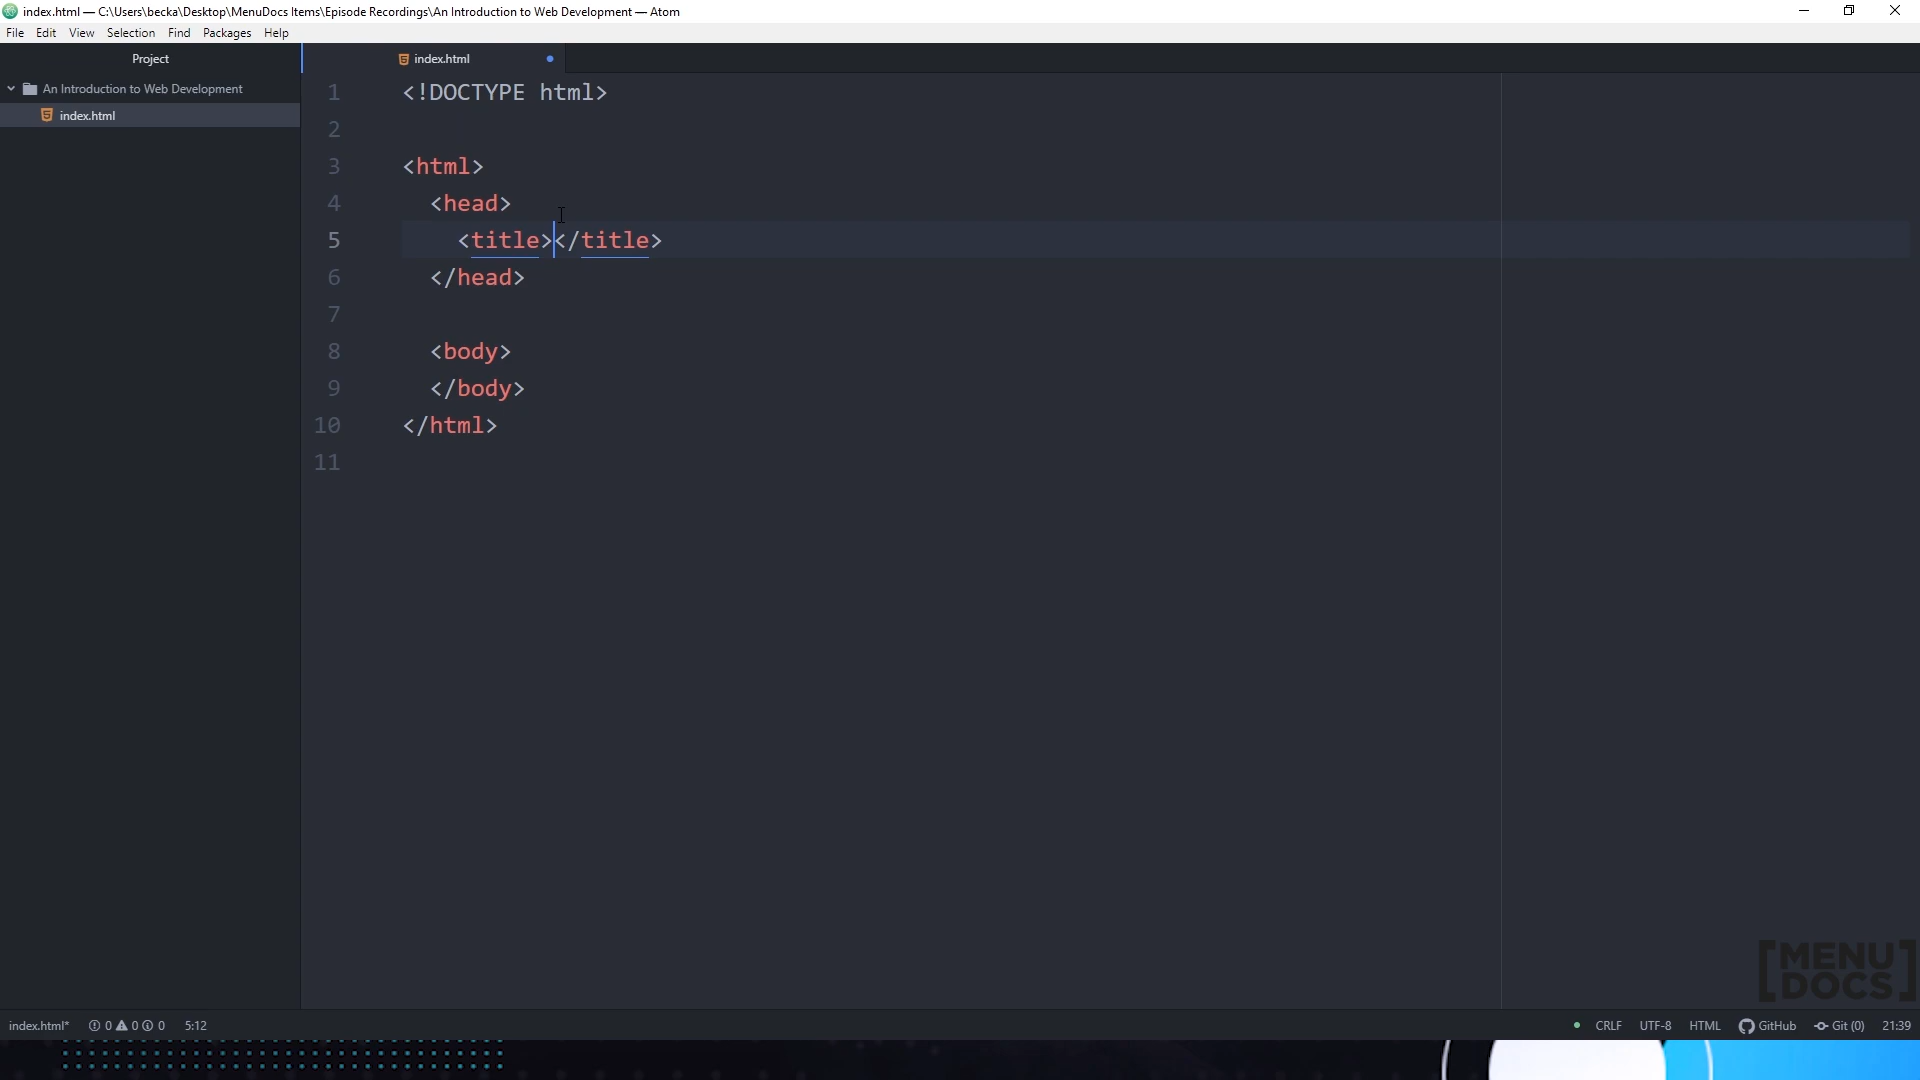 index.html — C:\Users\becka\Desktop\MenuDocs Items\Episode Recordings\An Introduction to Web Development — Atom
File Edit View Selection Find Packages Help
Project
index.html
An Introduction to Web Development
index.html
1 <!DOCTYPE html>
2
3 <html>
4 <head>
5 <title></title>
6 </head>
7
8 <body>
9 </body>
10 </html>
11
[MENU
DOCS]
index.html* 0 0 0 5:12 CRLF UTF-8 HTML GitHub Git (0) 21:39